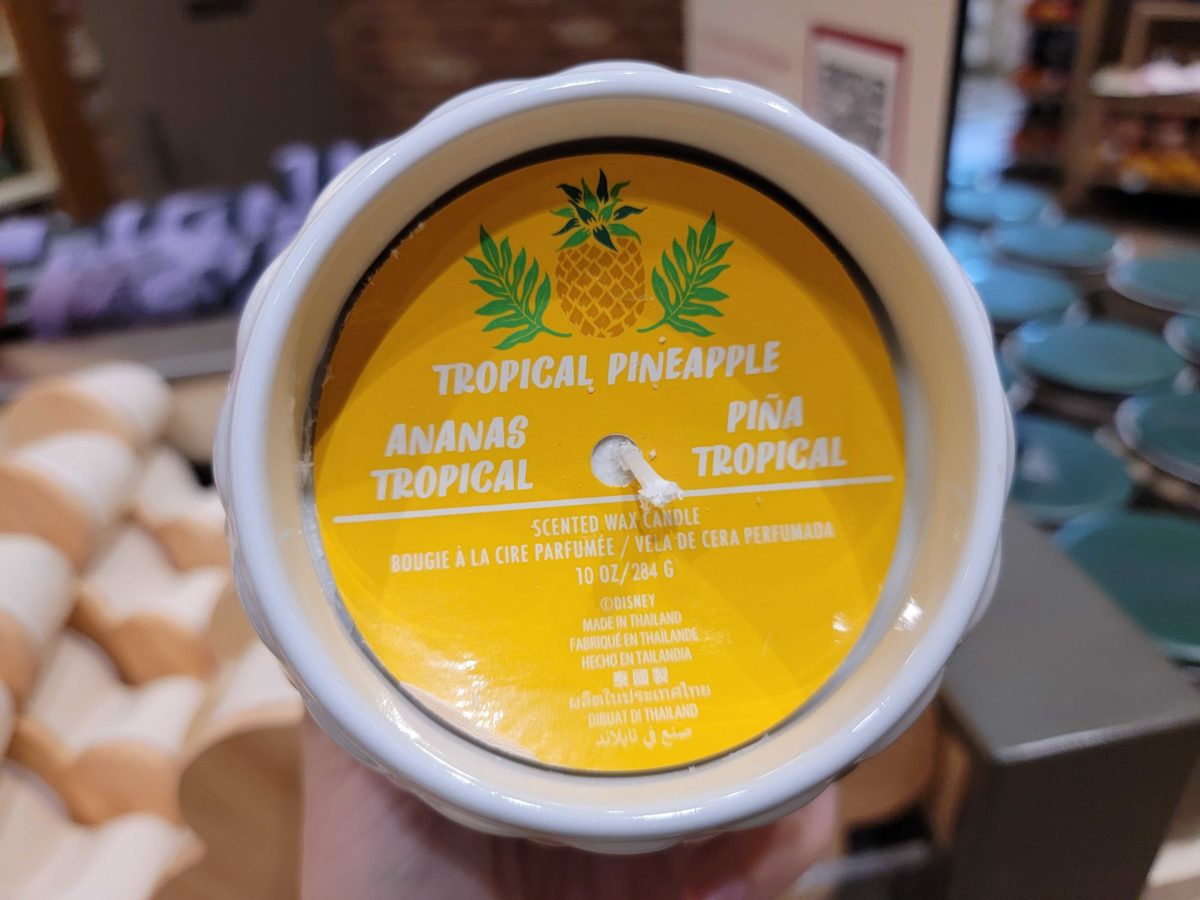 TROPICAL PINEAPPLE
ANANAS
TROPICAL
PIÑA
TROPICAL
SCENTED WAX CANDLE
BOUGIE À LA CIRE PARFUMÉE / VELA DE CERA PERFUMADA
10 OZ/284 G
©DISNEY
MADE IN THAILAND
FABRIQUÉ EN THAÏLANDE
HECHO EN TAILANDIA
泰國製
ผลิตในประเทศไทย
DIBUAT DI THAILAND
صنع في تايلاند